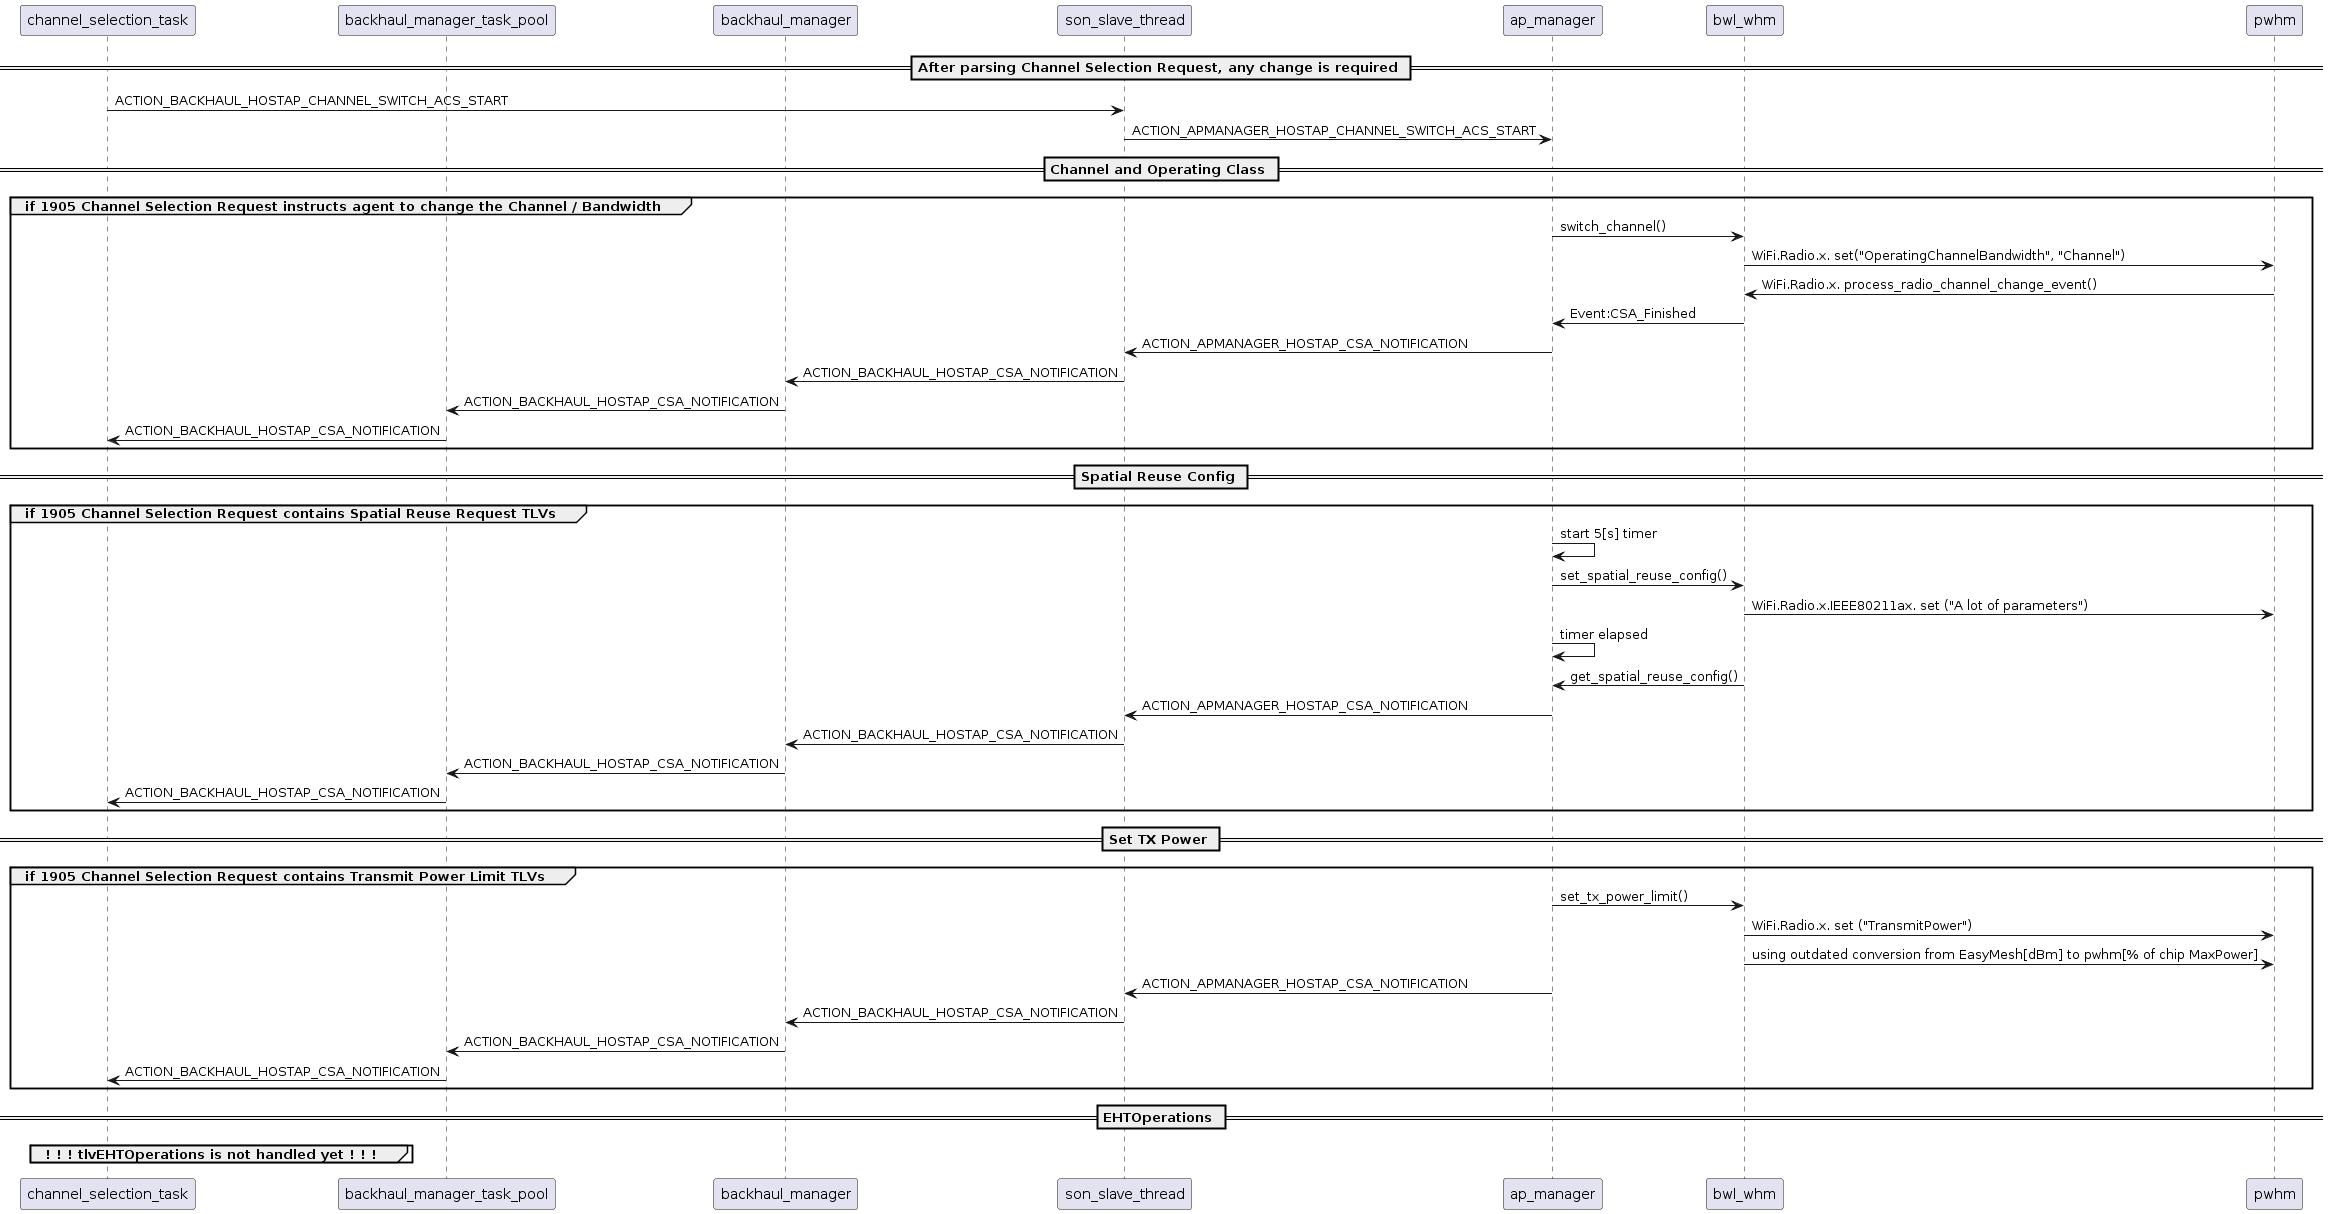 channel_selection_task
backhaul_manager_task_pool
backhaul_manager
son_slave_thread
ap_manager
bwl_whm
pwhm
After parsing Channel Selection Request, any change is required
ACTION_BACKHAUL_HOSTAP_CHANNEL_SWITCH_ACS_START
ACTION_APMANAGER_HOSTAP_CHANNEL_SWITCH_ACS_START
Channel and Operating Class
if 1905 Channel Selection Request instructs agent to change the Channel / Bandwidth
switch_channel()
WiFi.Radio.x. set("OperatingChannelBandwidth", "Channel")
WiFi.Radio.x. process_radio_channel_change_event()
Event:CSA_Finished
ACTION_APMANAGER_HOSTAP_CSA_NOTIFICATION
ACTION_BACKHAUL_HOSTAP_CSA_NOTIFICATION
ACTION_BACKHAUL_HOSTAP_CSA_NOTIFICATION
ACTION_BACKHAUL_HOSTAP_CSA_NOTIFICATION
Spatial Reuse Config
if 1905 Channel Selection Request contains Spatial Reuse Request TLVs
start 5[s] timer
set_spatial_reuse_config()
WiFi.Radio.x.IEEE80211ax. set ("A lot of parameters")
timer elapsed
get_spatial_reuse_config()
ACTION_APMANAGER_HOSTAP_CSA_NOTIFICATION
ACTION_BACKHAUL_HOSTAP_CSA_NOTIFICATION
ACTION_BACKHAUL_HOSTAP_CSA_NOTIFICATION
ACTION_BACKHAUL_HOSTAP_CSA_NOTIFICATION
Set TX Power
if 1905 Channel Selection Request contains Transmit Power Limit TLVs
set_tx_power_limit()
WiFi.Radio.x. set ("TransmitPower")
using outdated conversion from EasyMesh[dBm] to pwhm[% of chip MaxPower]
ACTION_APMANAGER_HOSTAP_CSA_NOTIFICATION
ACTION_BACKHAUL_HOSTAP_CSA_NOTIFICATION
ACTION_BACKHAUL_HOSTAP_CSA_NOTIFICATION
ACTION_BACKHAUL_HOSTAP_CSA_NOTIFICATION
EHTOperations
! ! ! tlvEHTOperations is not handled yet ! ! !
channel_selection_task
backhaul_manager_task_pool
backhaul_manager
son_slave_thread
ap_manager
bwl_whm
pwhm